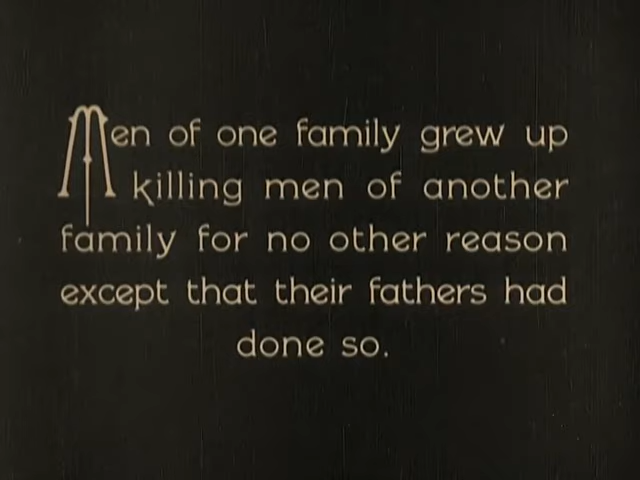 Men of one family grew up
killing men of another
family for no other reason
except that their fathers had
done so.